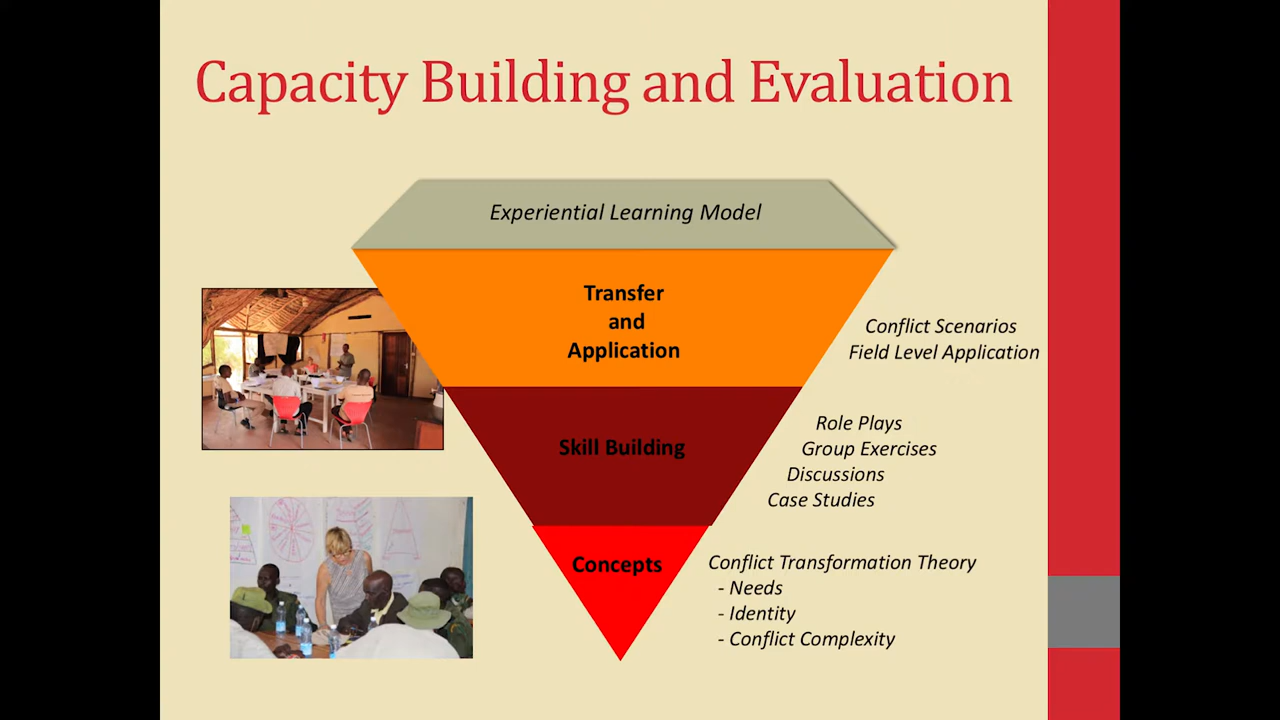 Capacity Building and Evaluation
Experiential Learning Model
Transfer
and
Application
Conflict Scenarios
Field Level Application
Skill Building
Role Plays
Group Exercises
Discussions
Case Studies
Concepts
Conflict Transformation Theory
- Needs
- Identity
- Conflict Complexity